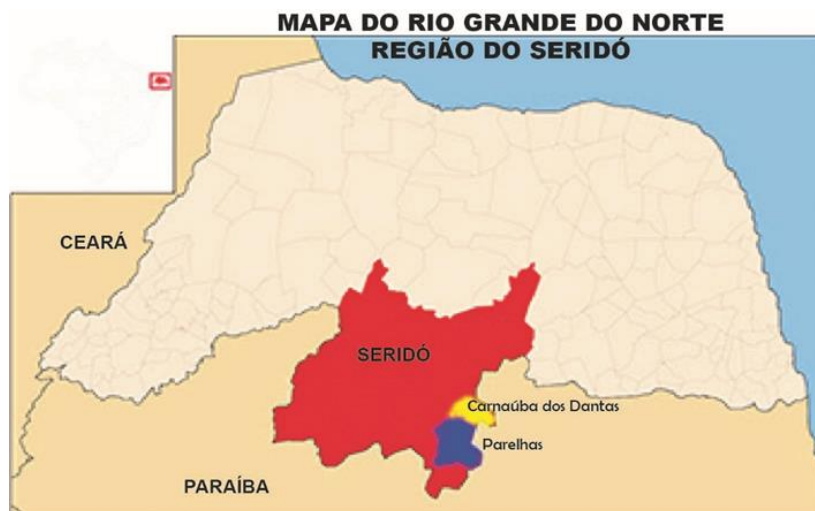 MAPA DO RIO GRANDE DO NORTE
REGIÃO DO SERIDÓ
CEARÁ
SERIDÓ
Carnaúba dos Dantas
Parelhas
PARAÍBA